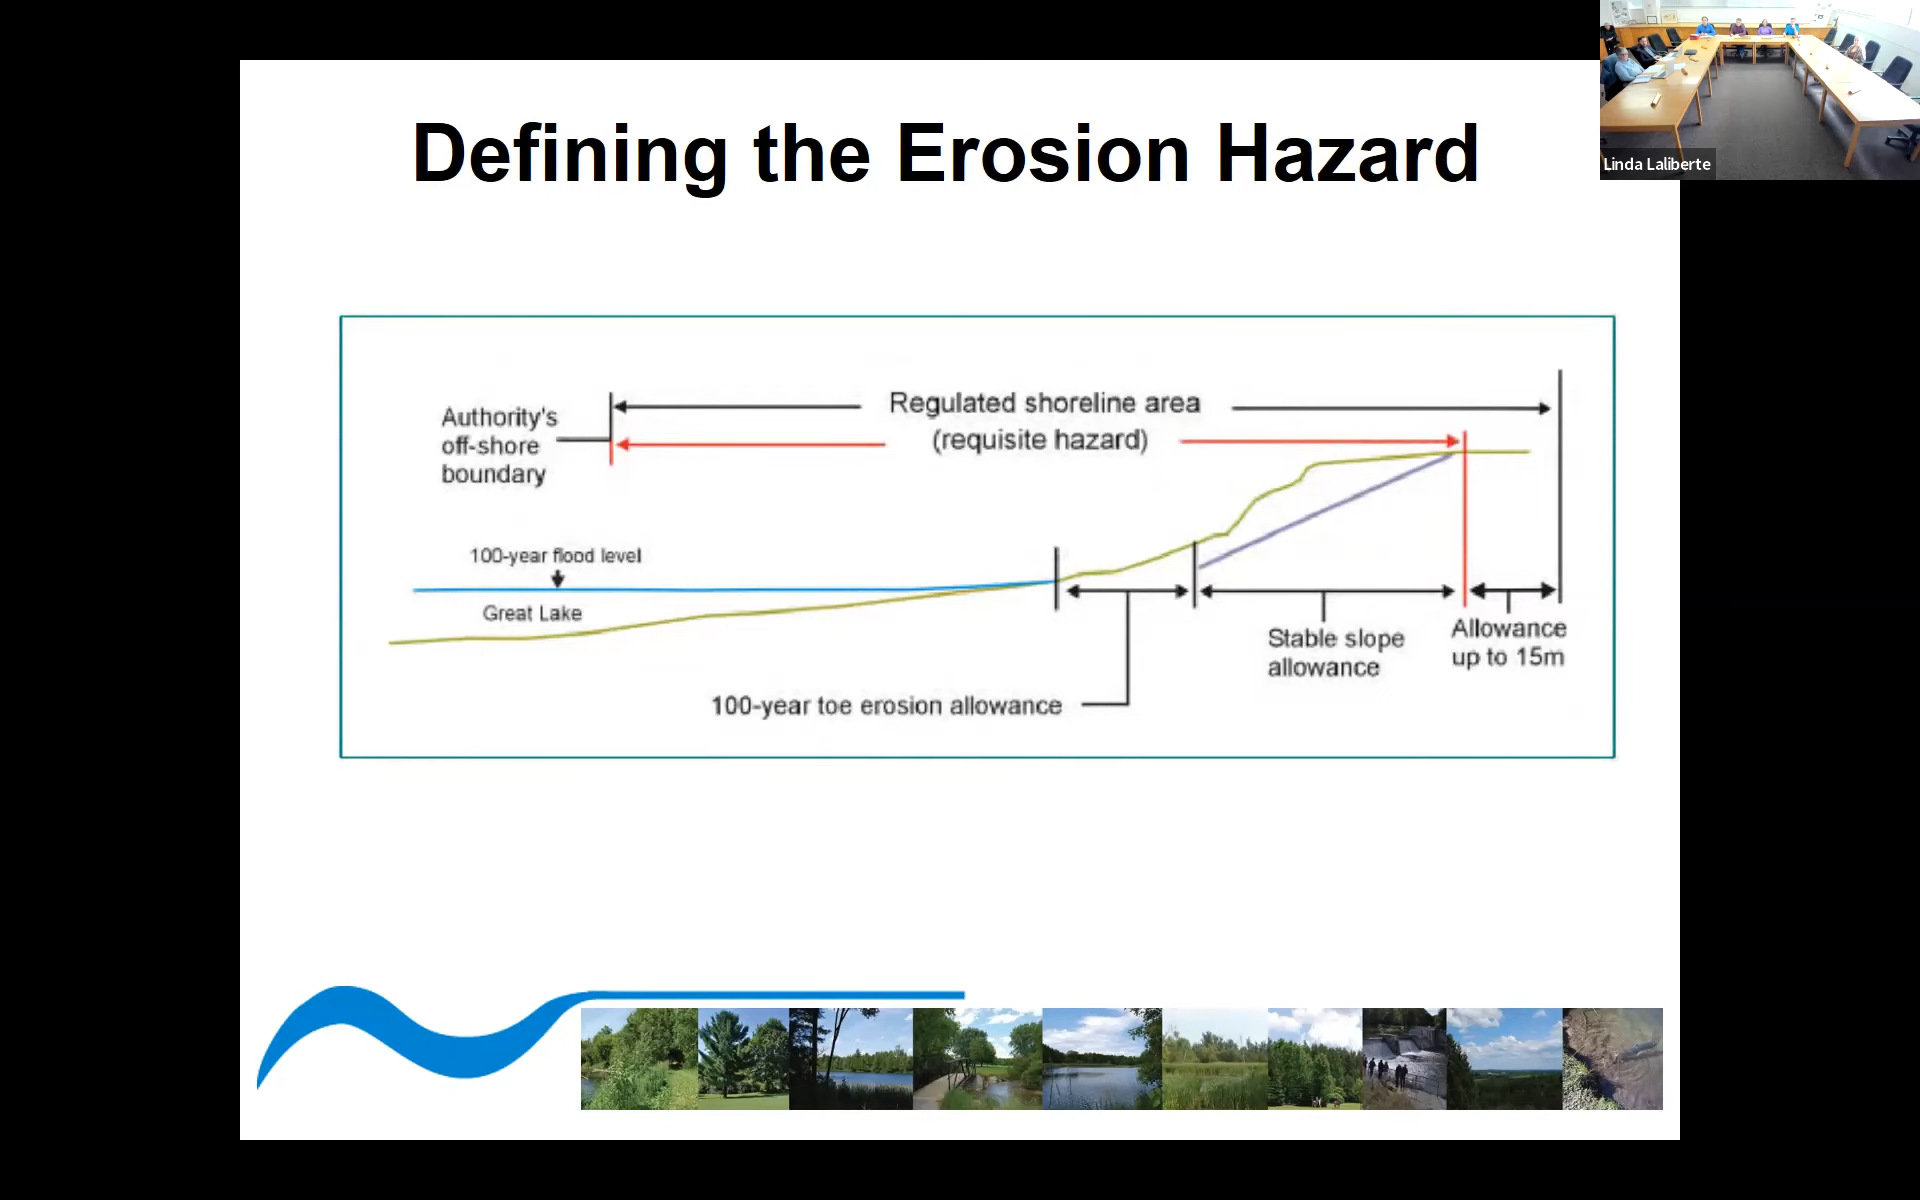 Defining the Erosion Hazard
Linda Laliberte
Authority's
off-shore
boundary
Regulated shoreline area
(requisite hazard)
100-year flood level
Great Lake
100-year toe erosion allowance
Stable slope
allowance
Allowance
up to 15m